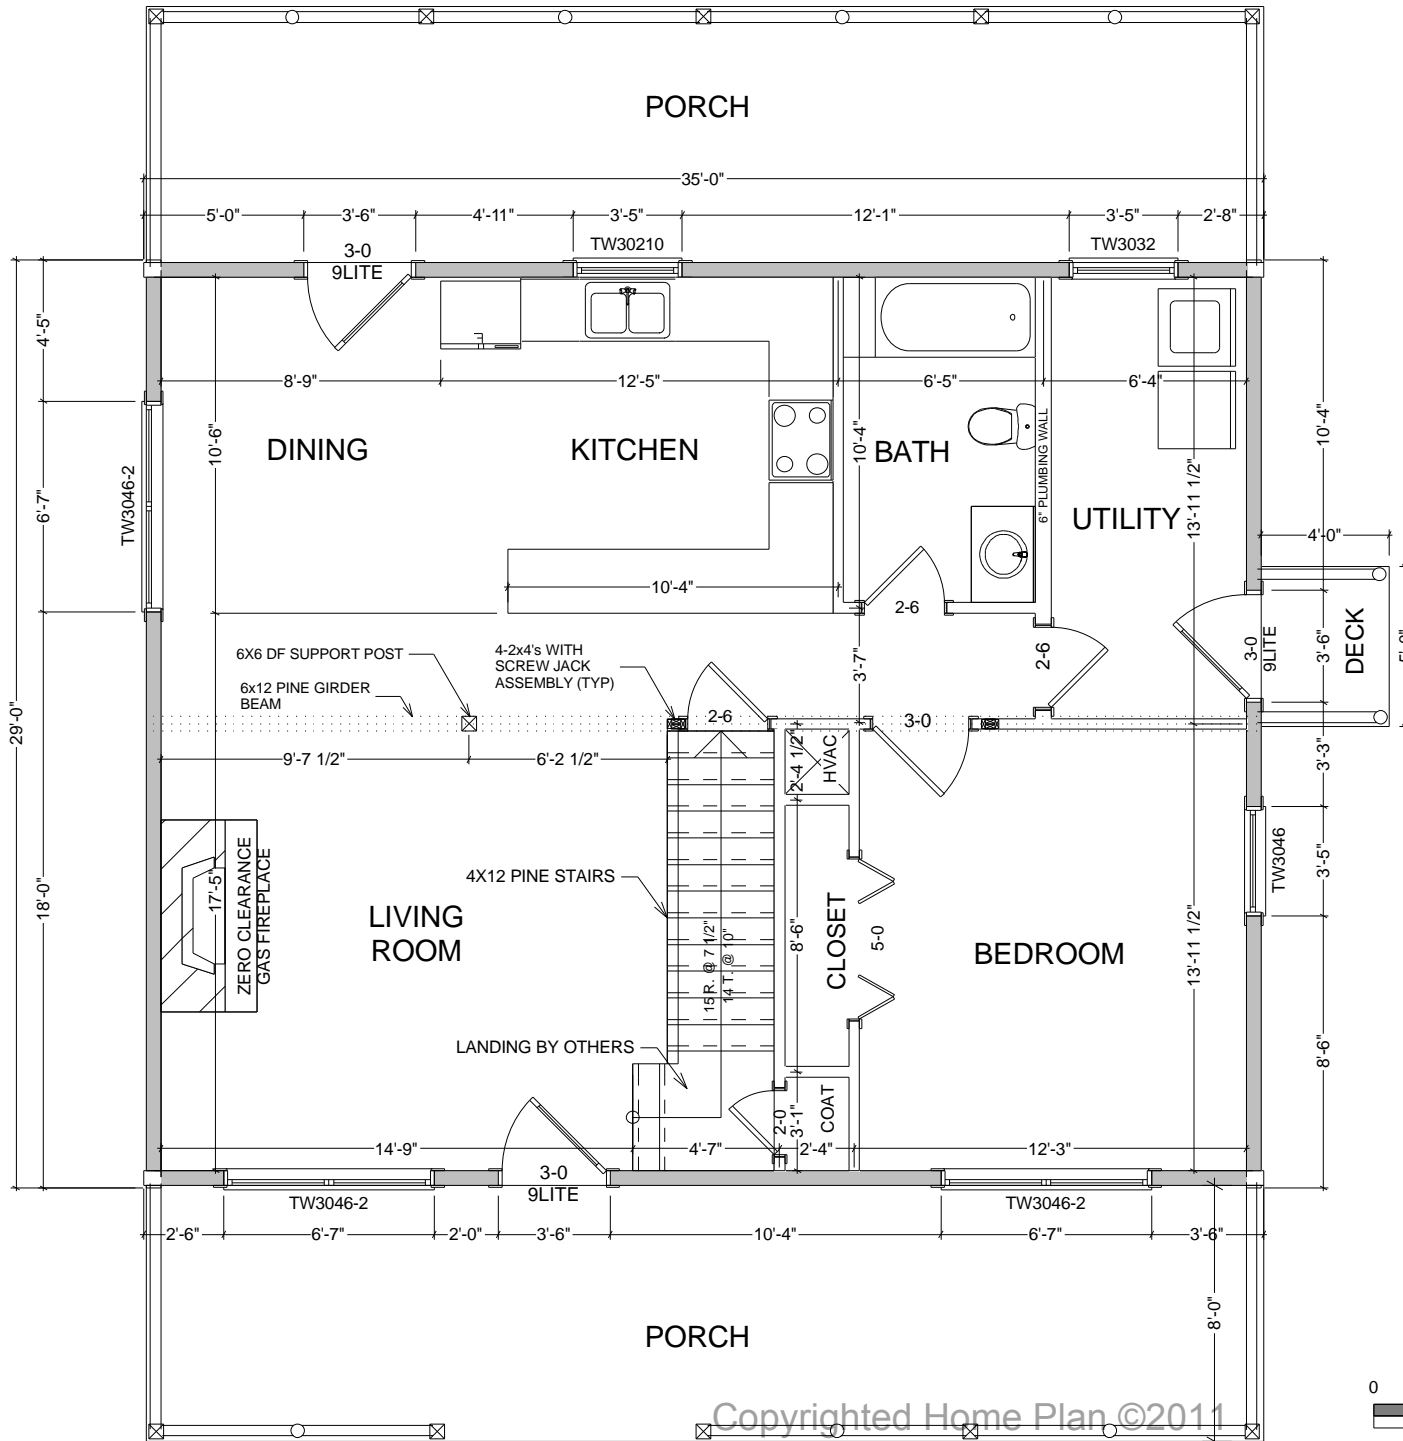 PORCH
35'-0"
5'-0"
3'-6"
4'-11"
3'-5"
12'-1"
3'-5"
2'-8"
3-0
9LITE
TW30210
TW3032
4'-5"
8'-9"
12'-5"
6'-5"
6'-4"
10'-6"
10'-4"
10'-4"
DINING
KITCHEN
BATH
6" PLUMBING WALL
UTILITY
13'-11 1/2"
TW3046-2
6'-7"
4'-0"
10'-4"
2-6
2-6
3-0
9LITE
3'-6"
DECK
6X6 DF SUPPORT POST
6x12 PINE GIRDER
BEAM
4-2x4's WITH
SCREW JACK
ASSEMBLY (TYP)
3'-7"
2-6
3-0
29'-0"
9'-7 1/2"
6'-2 1/2"
2'-4 1/2"
HVAC
3'-3"
ZERO CLEARANCE
GAS FIREPLACE
17'-5"
18'-0"
4X12 PINE STAIRS
LIVING
ROOM
15 R. @ 7 1/2"
14 T. @ 10"
8'-6"
CLOSET
5-0
BEDROOM
13'-11 1/2"
TW3046
3'-5"
8'-6"
LANDING BY OTHERS
2-0
3'-1"
COAT
14'-9"
4'-7"
2'-4"
12'-3"
3-0
9LITE
TW3046-2
TW3046-2
2'-6"
6'-7"
2'-0"
3'-6"
10'-4"
6'-7"
3'-6"
8'-0"
PORCH
0
Copyrighted Home Plan ©2011